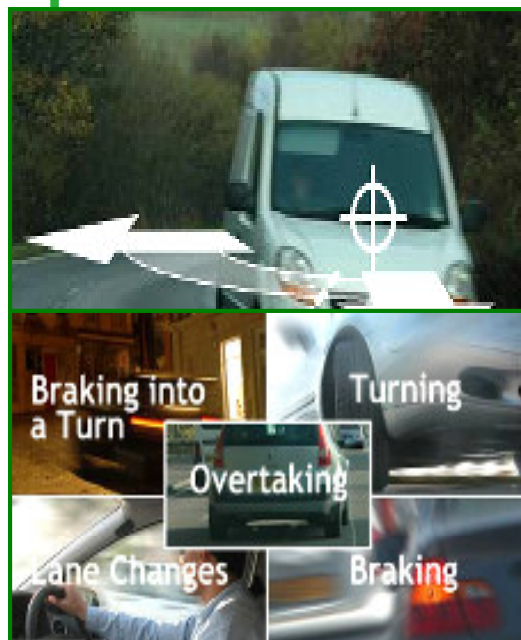 Braking into
a Turn
Turning
Overtaking
Lane Changes
Braking